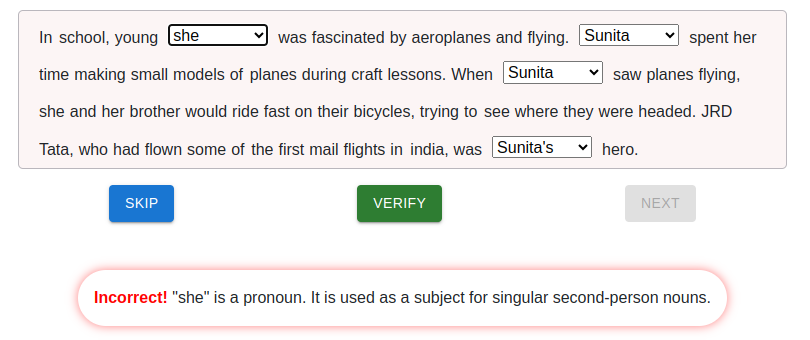 In school, young she was fascinated by aeroplanes and flying. Sunita spent her
time making small models of planes during craft lessons. When Sunita saw planes flying,
she and her brother would ride fast on their bicycles, trying to see where they were headed. JRD
Tata, who had flown some of the first mail flights in india, was Sunita's hero.
SKIP VERIFY NEXT
Incorrect! "she" is a pronoun. It is used as a subject for singular second-person nouns.